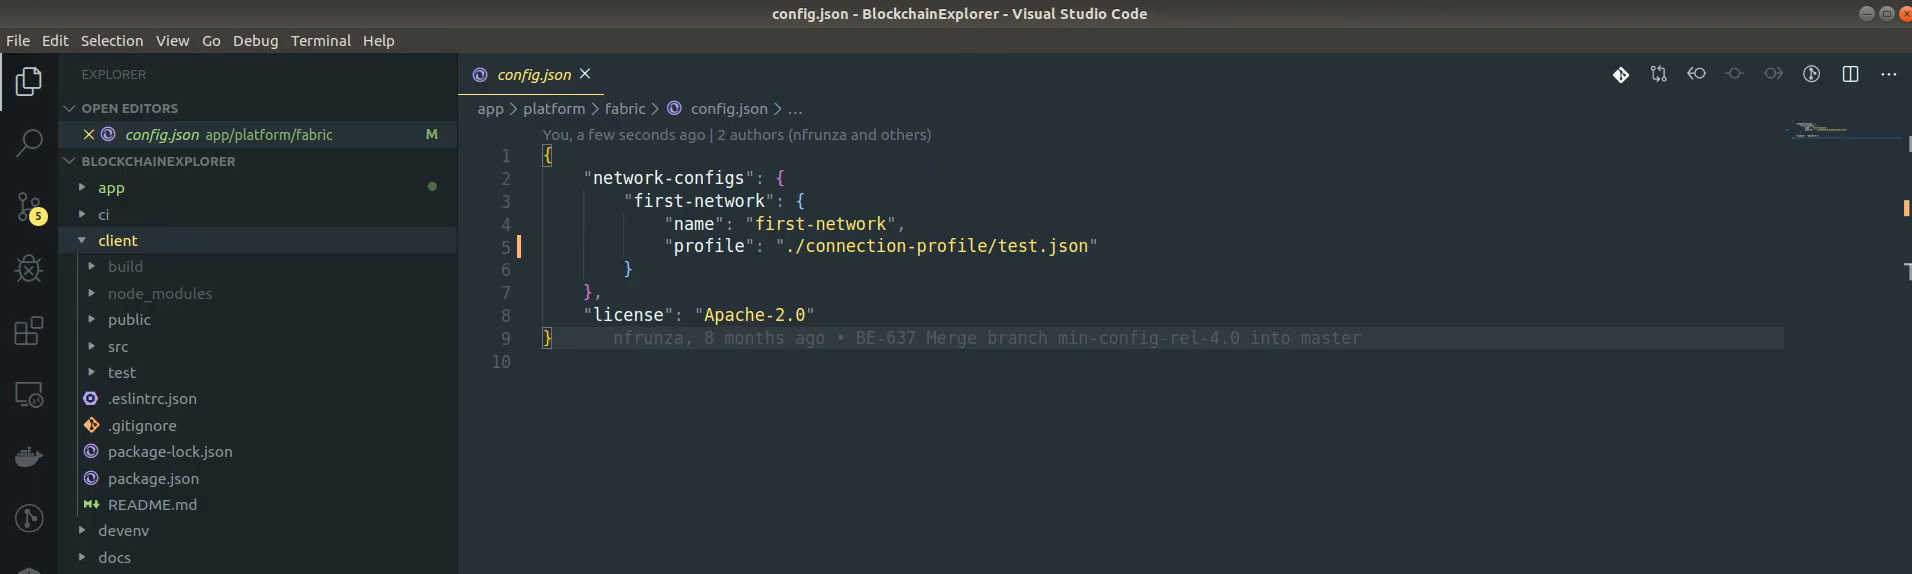 config.json - BlockchainExplorer - Visual Studio Code
File Edit Selection View Go Debug Terminal Help
EXPLORER
OPEN EDITORS
config.json app/platform/fabric M
BLOCKCHAINEXPLORER
app
ci
client
build
node_modules
public
src
test
.eslintrc.json
.gitignore
package-lock.json
package.json
README.md
devenv
docs
5
config.json
app > platform > fabric > config.json > ...
You, a few seconds ago | 2 authors (nfrunza and others)
1 {
2 "network-configs": {
3 "first-network": {
4 "name": "first-network",
5 "profile": "./connection-profile/test.json"
6 }
7 },
8 "license": "Apache-2.0"
9 } nfrunza, 8 months ago • BE-637 Merge branch min-config-rel-4.0 into master
10